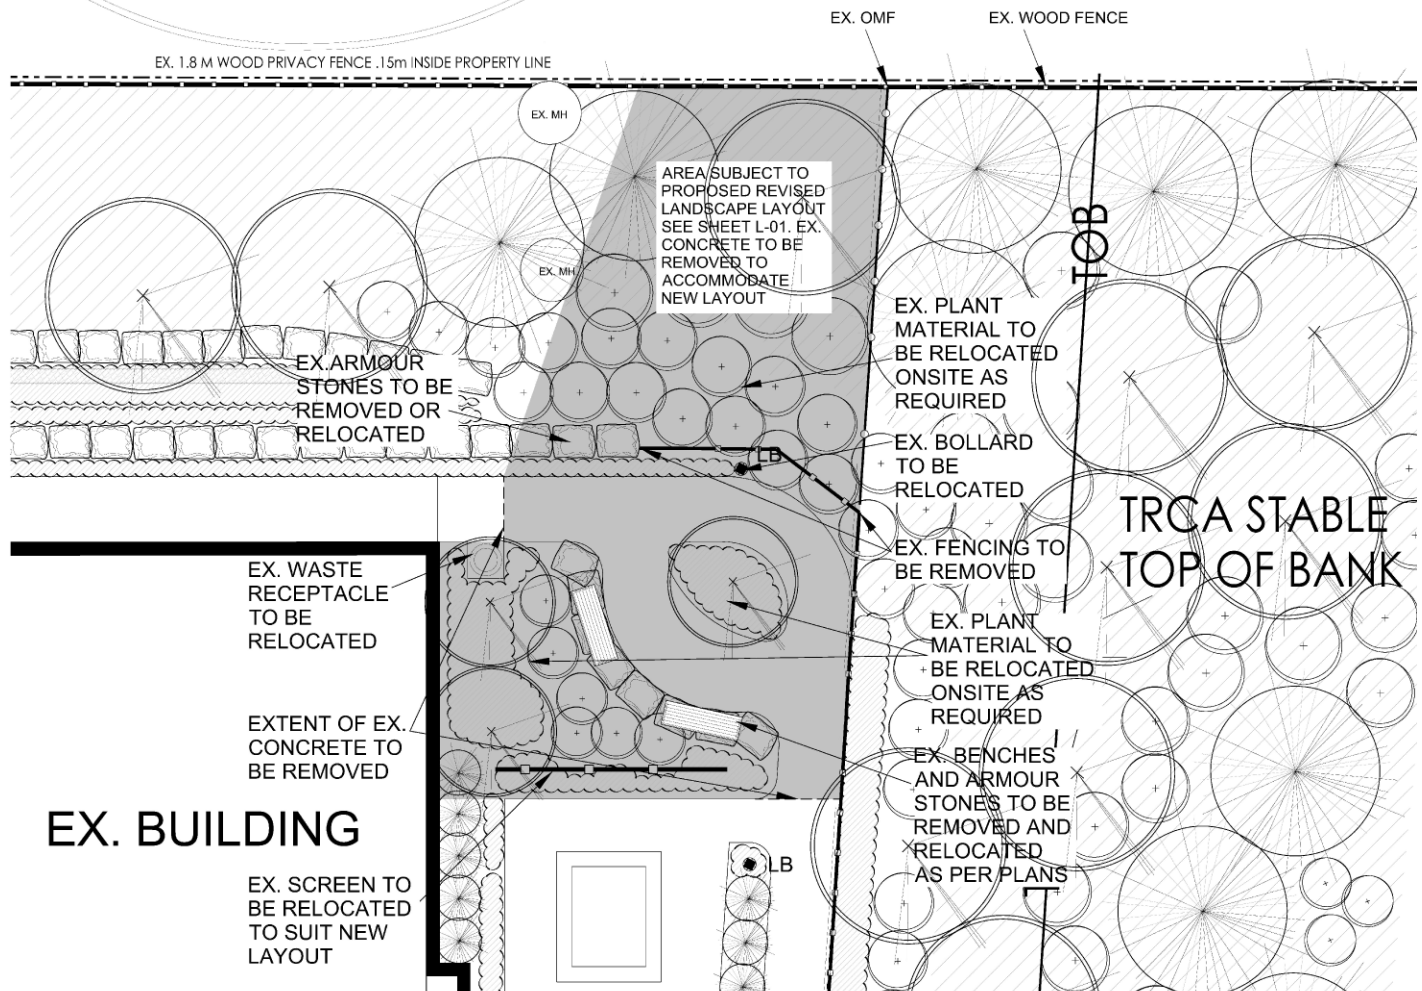 EX. OMF
EX. WOOD FENCE
EX. 1.8 M WOOD PRIVACY FENCE .15m INSIDE PROPERTY LINE
EX. MH
AREA SUBJECT TO
PROPOSED REVISED
LANDSCAPE LAYOUT
SEE SHEET L-01. EX.
CONCRETE TO BE
REMOVED TO
ACCOMMODATE
NEW LAYOUT
TOB
EX. MH
EX. PLANT
MATERIAL TO
BE RELOCATED
ONSITE AS
REQUIRED
EX.ARMOUR
STONES TO BE
REMOVED OR
RELOCATED
EX. BOLLARD
TO BE
RELOCATED
LB
TRCA STABLE
TOP OF BANK
EX. FENCING TO
BE REMOVED
EX. WASTE
RECEPTACLE
TO BE
RELOCATED
EX. PLANT
MATERIAL TO
BE RELOCATED
ONSITE AS
REQUIRED
EXTENT OF EX.
CONCRETE TO
BE REMOVED
EX. BENCHES
AND ARMOUR
STONES TO BE
REMOVED AND
RELOCATED
AS PER PLANS
EX. BUILDING
LB
EX. SCREEN TO
BE RELOCATED
TO SUIT NEW
LAYOUT